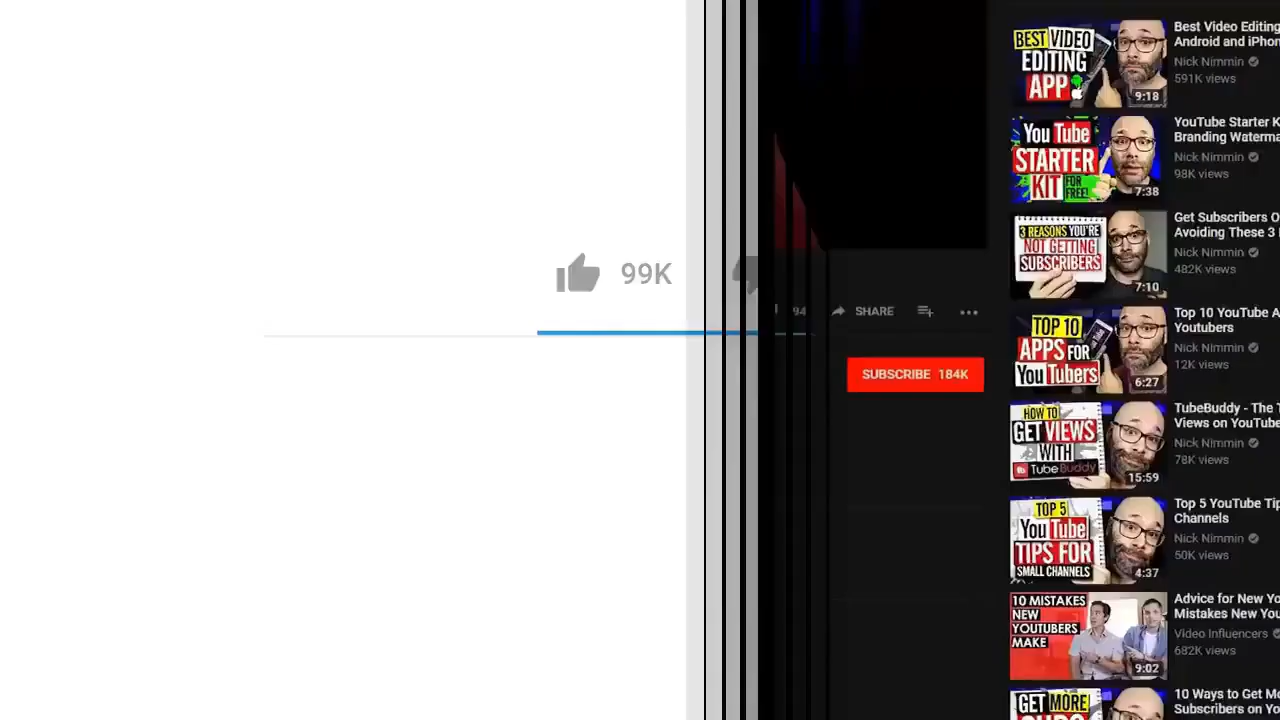 99K
94
SHARE
SUBSCRIBE 184K
BEST VIDEO
EDITING
APP
9:18
Best Video Editing
Android and iPhon
Nick Nimmin
591K views
You Tube
STARTER
KIT FOR
FREE!
7:38
YouTube Starter K
Branding Waterma
Nick Nimmin
98K views
3 REASONS YOU'RE
NOT GETTING
SUBSCRIBERS
7:10
Get Subscribers O
Avoiding These 3
Nick Nimmin
482K views
TOP 10
APPS FOR
You Tubers
6:27
Top 10 YouTube A
Youtubers
Nick Nimmin
12K views
HOW TO
GET VIEWS
WITH
TubeBuddy
15:59
TubeBuddy - The T
Views on YouTube
Nick Nimmin
78K views
TOP 5
You Tube
TIPS FOR
SMALL CHANNELS
4:37
Top 5 YouTube Tip
Channels
Nick Nimmin
50K views
10 MISTAKES
NEW
YOUTUBERS
MAKE
9:02
Advice for New Yo
Mistakes New You
Video Influencers
682K views
GET MORE
10 Ways to Get Mo
Subscribers on Yo